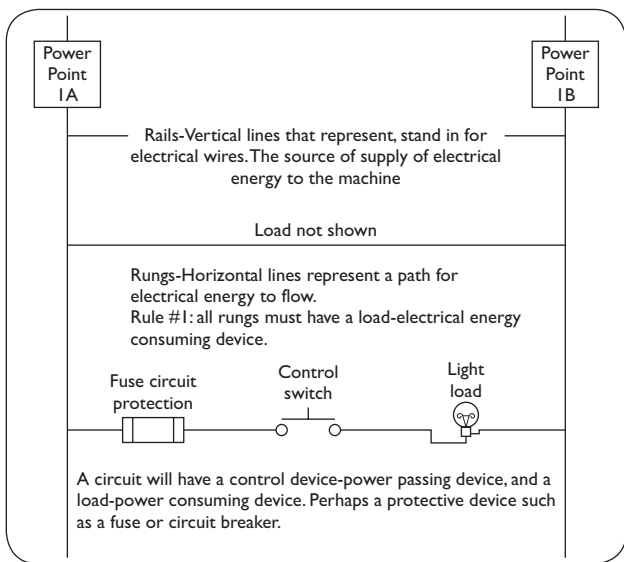 Power
Point
1A
Power
Point
1B
Rails-Vertical lines that represent, stand in for
electrical wires. The source of supply of electrical
energy to the machine
Load not shown
Rungs-Horizontal lines represent a path for
electrical energy to flow.
Rule #1: all rungs must have a load-electrical energy
consuming device.
Fuse circuit
protection
Control
switch
Light
load
A circuit will have a control device-power passing device, and a
load-power consuming device. Perhaps a protective device such
as a fuse or circuit breaker.